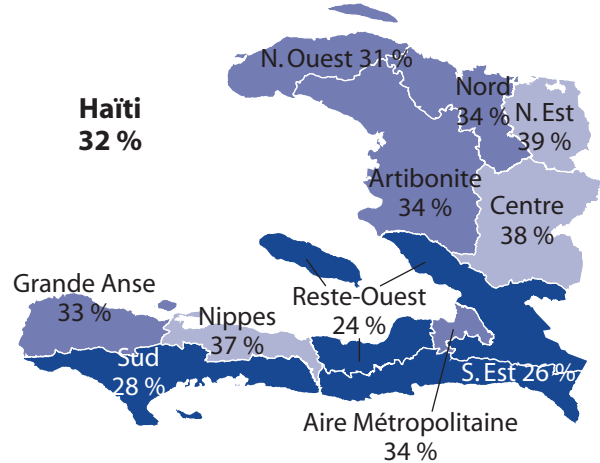 N. Ouest 31 %
Haïti
32 %
Nord
34 %
N. Est
39 %
Artibonite
34 %
Centre
38 %
Grande Anse
33 %
Nippes
37 %
Reste-Ouest
24 %
Sud
28 %
S. Est 26 %
Aire Métropolitaine
34 %